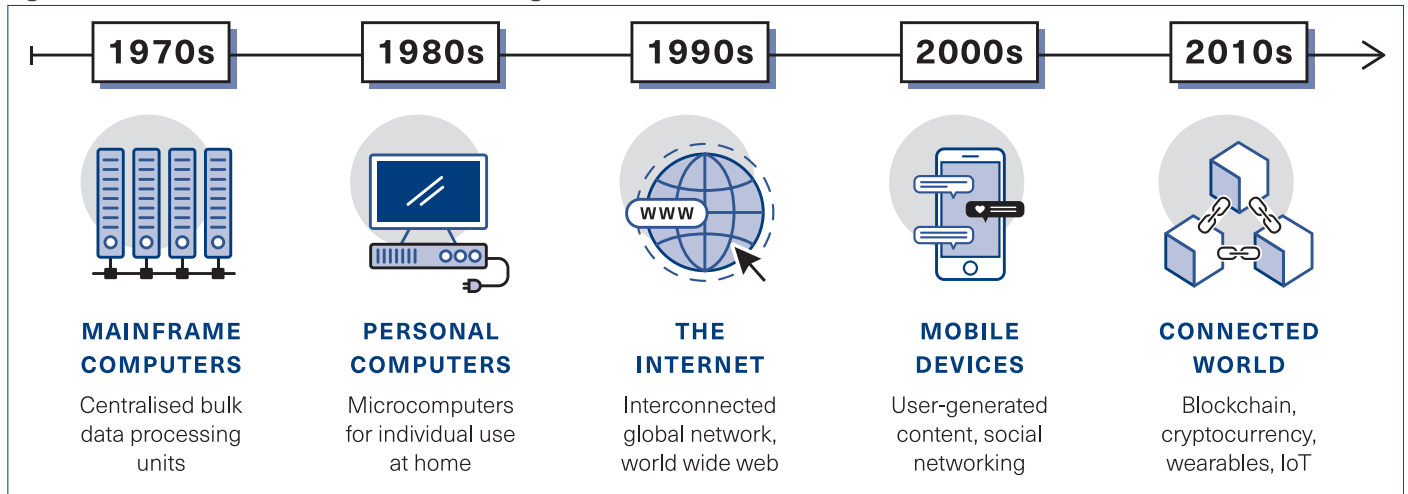 1970s
1980s
1990s
2000s
2010s
WWW
MAINFRAME
COMPUTERS
Centralised bulk
data processing
units
PERSONAL
COMPUTERS
Microcomputers
for individual use
at home
THE
INTERNET
Interconnected
global network,
world wide web
MOBILE
DEVICES
User-generated
content, social
networking
CONNECTED
WORLD
Blockchain,
cryptocurrency,
wearables, IoT